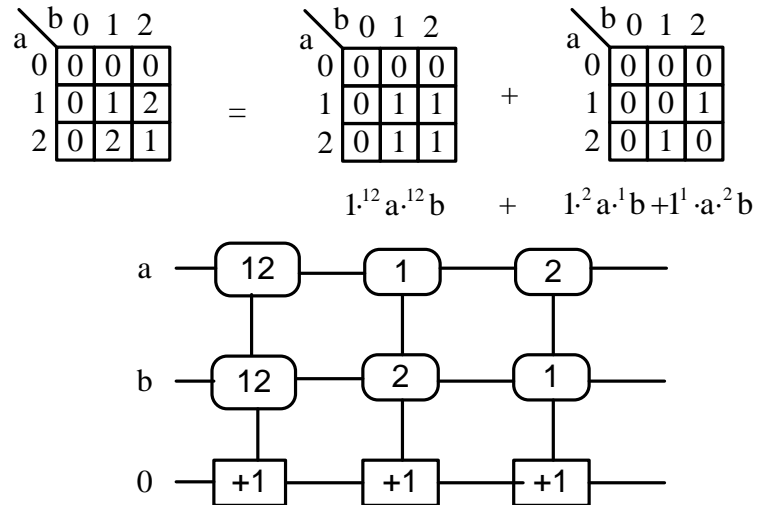 b 0 1 2 b 0 1 2 b 0 1 2
a a a
0 0 0 0 0 0 0 0 0 0 0 0
1 0 1 2 = 1 0 1 1 + 1 0 0 1
2 0 2 1 2 0 1 1 2 0 1 0
1·¹²a·¹²b + 1·²a·¹b+1¹·a·²b
a 12 1 2
b 12 2 1
0 +1 +1 +1